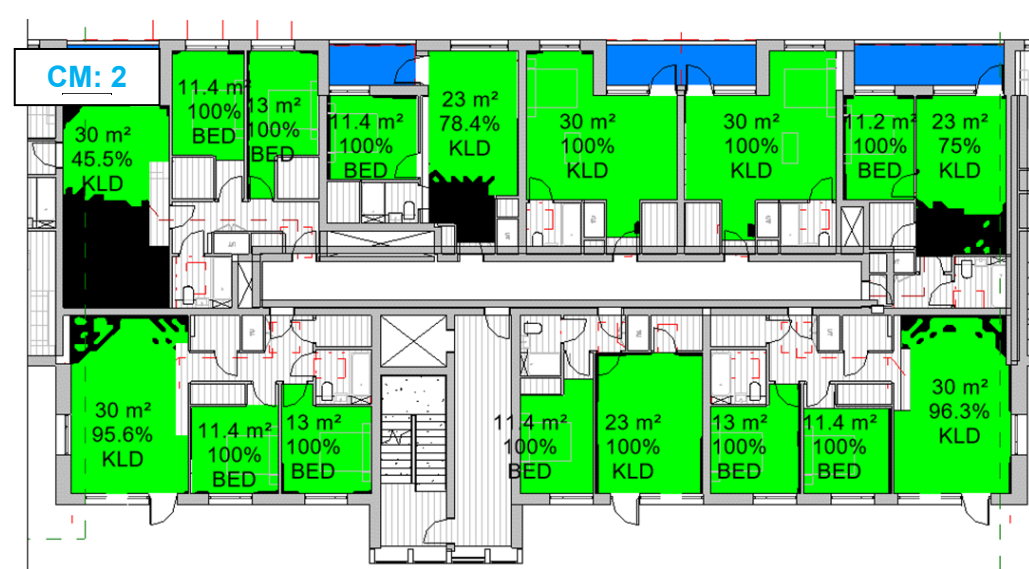 CM: 2
30 m²
45.5%
KLD
11.4 m²
100%
BED
13 m²
100%
BED
11.4 m²
100%
BED
23 m²
78.4%
KLD
30 m²
100%
KLD
30 m²
100%
KLD
11.2 m²
100%
BED
23 m²
75%
KLD
30 m²
95.6%
KLD
11.4 m²
100%
BED
13 m²
100%
BED
11.4 m²
100%
BED
23 m²
100%
KLD
13 m²
100%
BED
11.4 m²
100%
BED
30 m²
96.3%
KLD